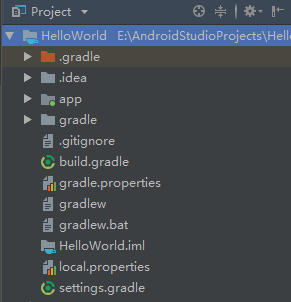 Project
HelloWorld E:\AndroidStudioProjects\Hell
.gradle
.idea
app
gradle
.gitignore
build.gradle
gradle.properties
gradlew
gradlew.bat
HelloWorld.iml
local.properties
settings.gradle